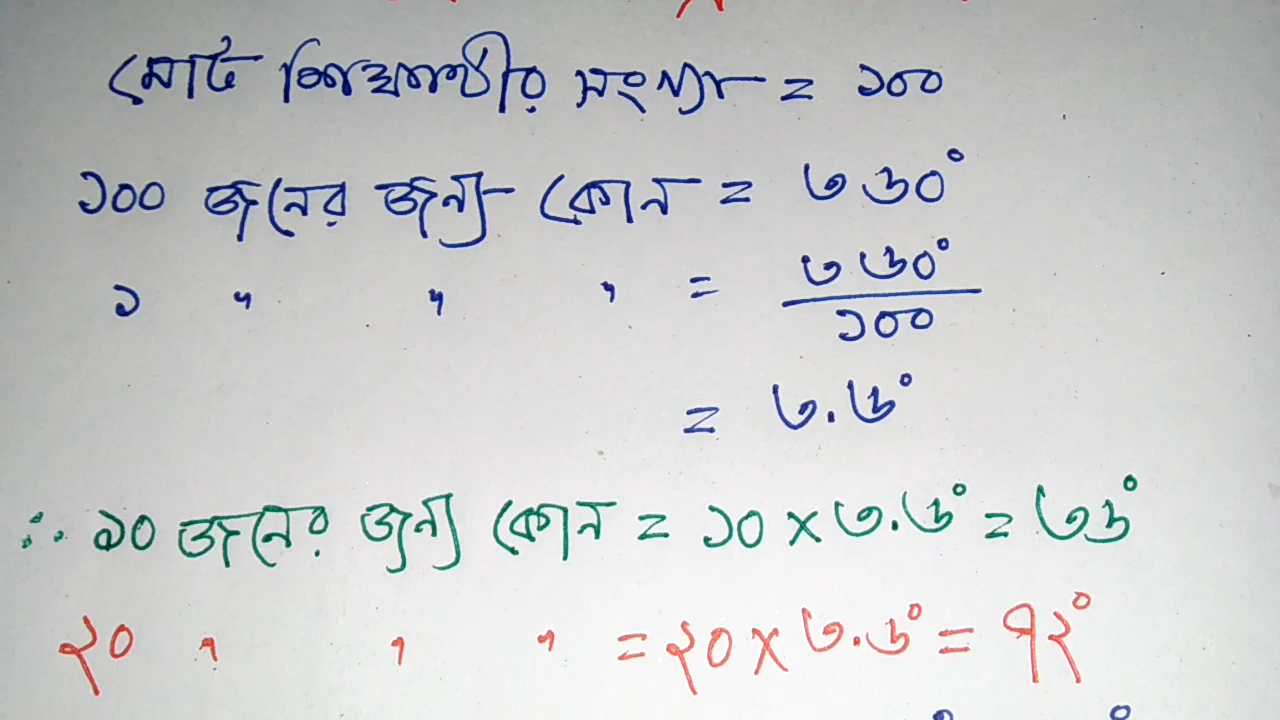 মোট শিক্ষার্থীর সংখ্যা = ১০০
১০০ জনের জন্য কোন = ৩৬০°
১ " " " = ৩৬০° / ১০০
= ৩.৬°
∴ ১০ জনের জন্য কোন = ১০ × ৩.৬° = ৩৬°
২০ " " " = ২০ × ৩.৬° = ৭২°